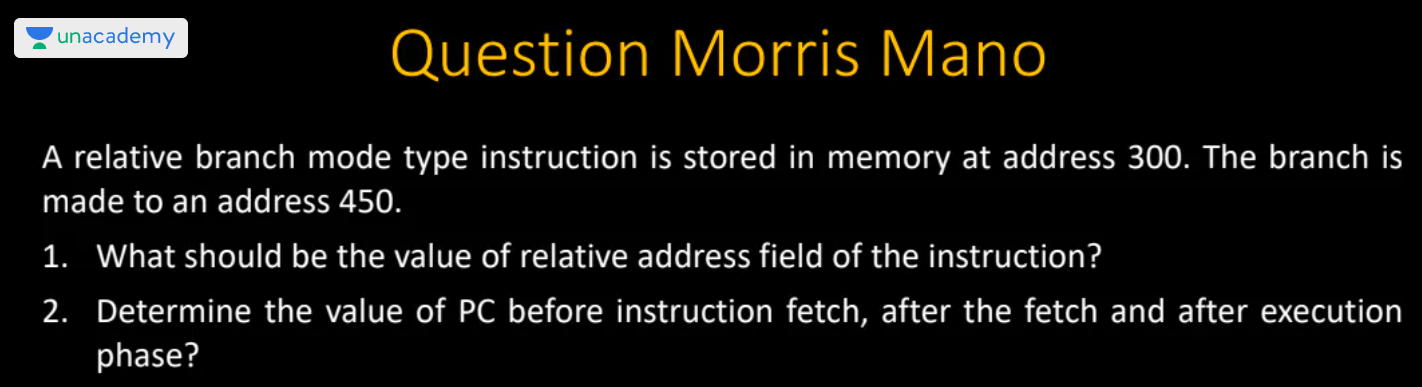 unacademy
Question Morris Mano
A relative branch mode type instruction is stored in memory at address 300. The branch is
made to an address 450.
1. What should be the value of relative address field of the instruction?
2. Determine the value of PC before instruction fetch, after the fetch and after execution
phase?